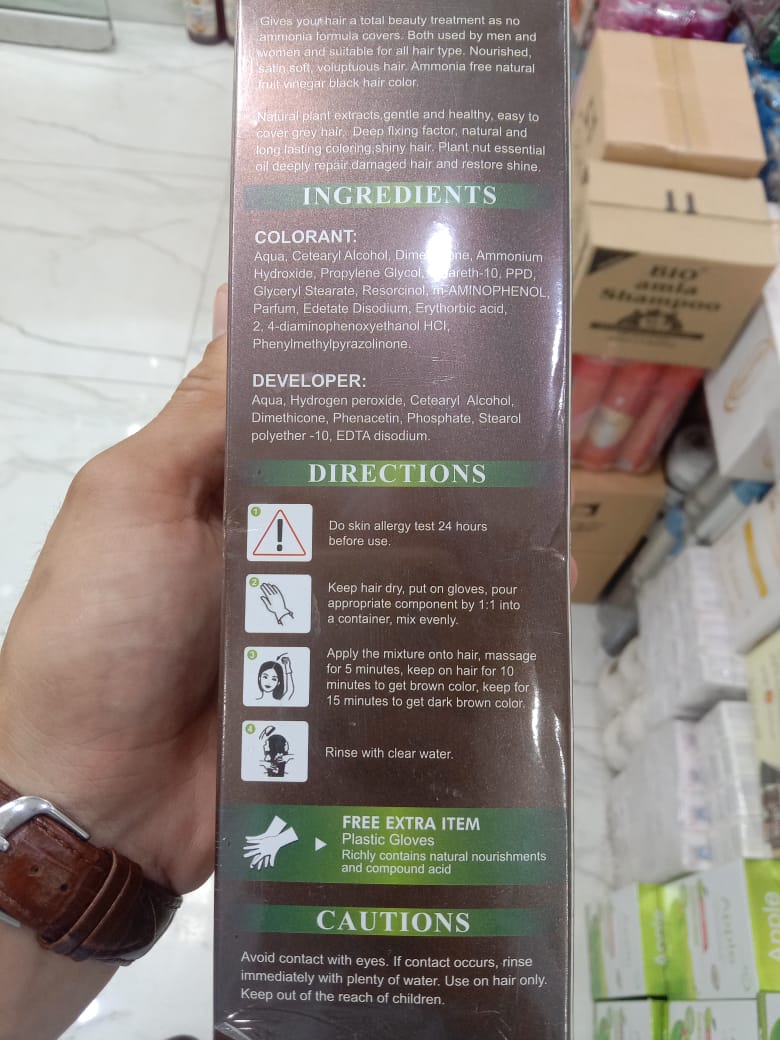 Gives your hair a total beauty treatment as no
ammonia formula covers. Both used by men and
women and suitable for all hair type. Nourished,
satin soft, voluptuous hair. Ammonia free natural
fruit vinegar black hair color.
Natural plant extracts,gentle and healthy, easy to
cover grey hair. Deep fixing factor, natural and
long lasting coloring,shiny hair. Plant nut essential
oil deeply repair damaged hair and restore shine.
INGREDIENTS
COLORANT:
Aqua, Cetearyl Alcohol, Ammonium
Hydroxide, Propylene Glycol, PPD,
Glyceryl Stearate, Resorcinol, m-AMINOPHENOL,
Parfum, Edetate Disodium, Erythorbic acid,
2, 4-diaminophenoxyethanol HCI,
Phenylmethylpyrazolinone.
DEVELOPER:
Aqua, Hydrogen peroxide, Cetearyl Alcohol,
Dimethicone, Phenacetin, Phosphate, Stearol
polyether -10, EDTA disodium.
DIRECTIONS
1
Do skin allergy test 24 hours
before use.
2
Keep hair dry, put on gloves, pour
appropriate component by 1:1 into
a container, mix evenly.
3
Apply the mixture onto hair, massage
for 5 minutes, keep on hair for 10
minutes to get brown color, keep for
15 minutes to get dark brown color.
4
Rinse with clear water.
FREE EXTRA ITEM
Plastic Gloves
Richly contains natural nourishments
and compound acid
CAUTIONS
Avoid contact with eyes. If contact occurs, rinse
immediately with plenty of water. Use on hair only.
Keep out of the reach of children.
BIO
amla
Shampoo
Apple
Apple